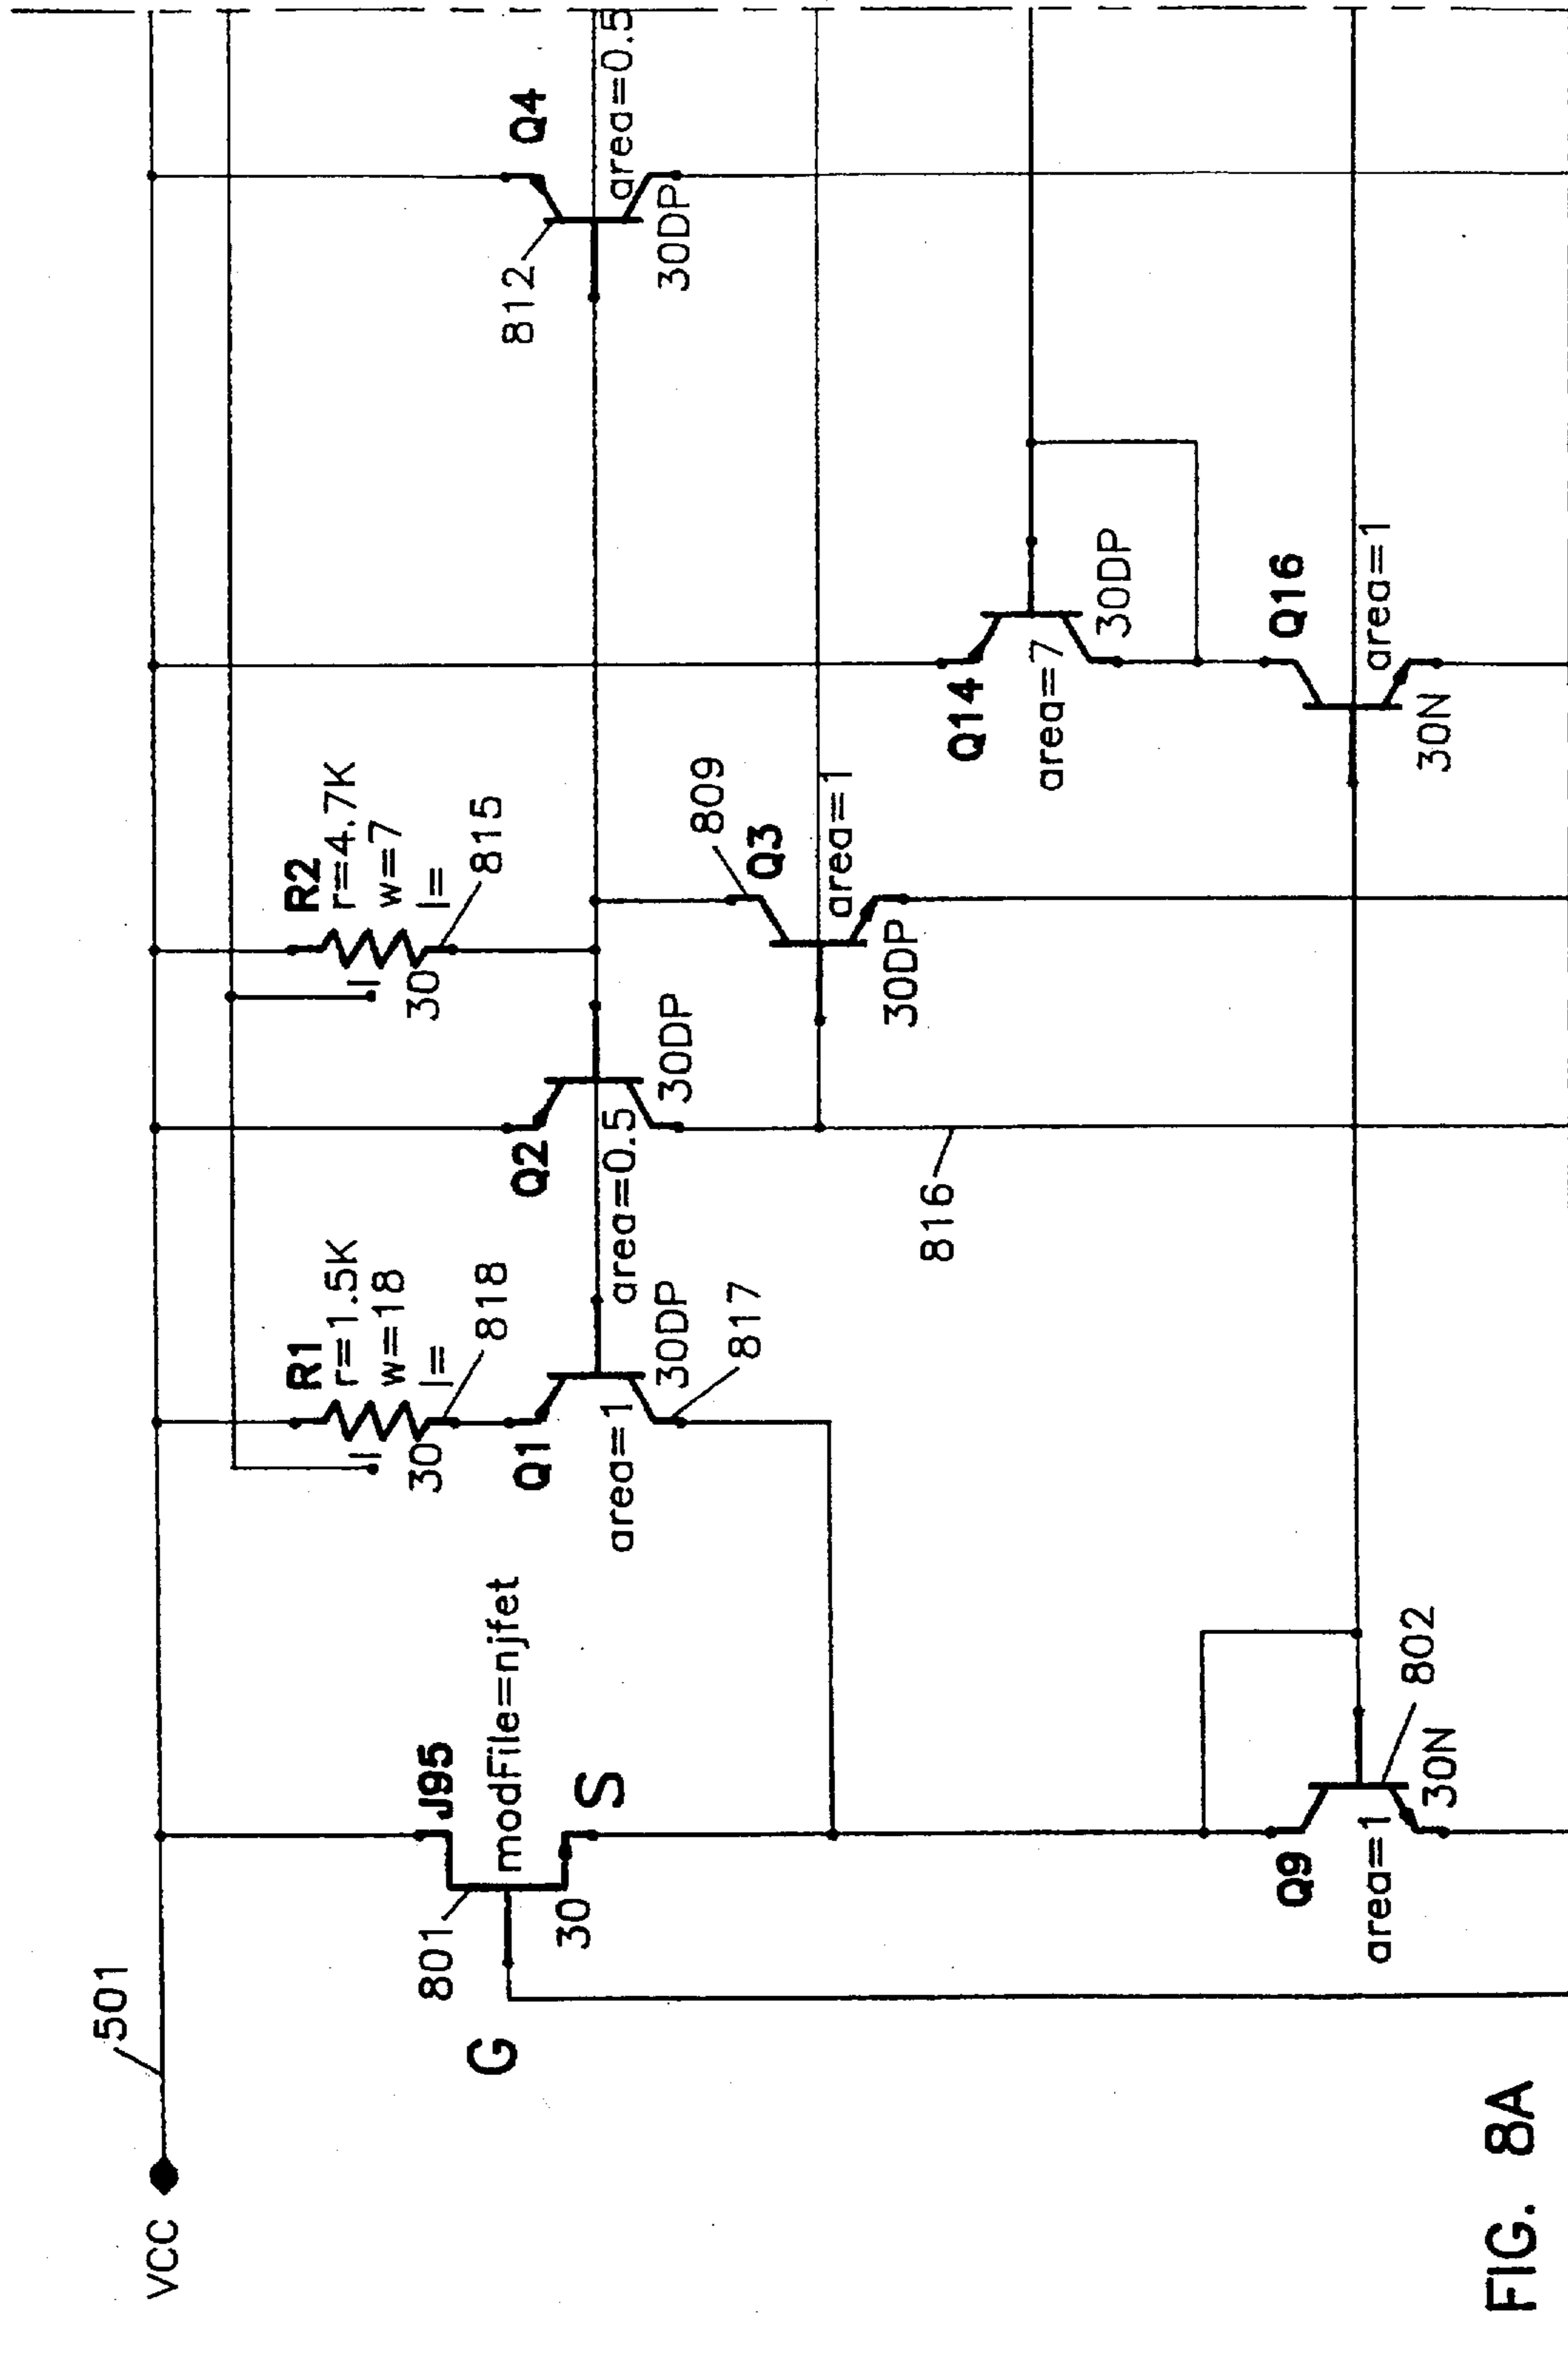 VCC
501
G
801
J95
modFile=njfet
30
S
R1
r=1.5K
w=18
l=
30
818
Q1
area=1
30DP
817
Q2
area=0.5
30DP
816
R2
r=4.7K
w=7
l=
30
815
809
Q3
area=1
30DP
812
Q4
area=0.5
30DP
Q14
area=7
30DP
Q16
area=1
30N
Q9
area=1
30N
802
FIG. 8A